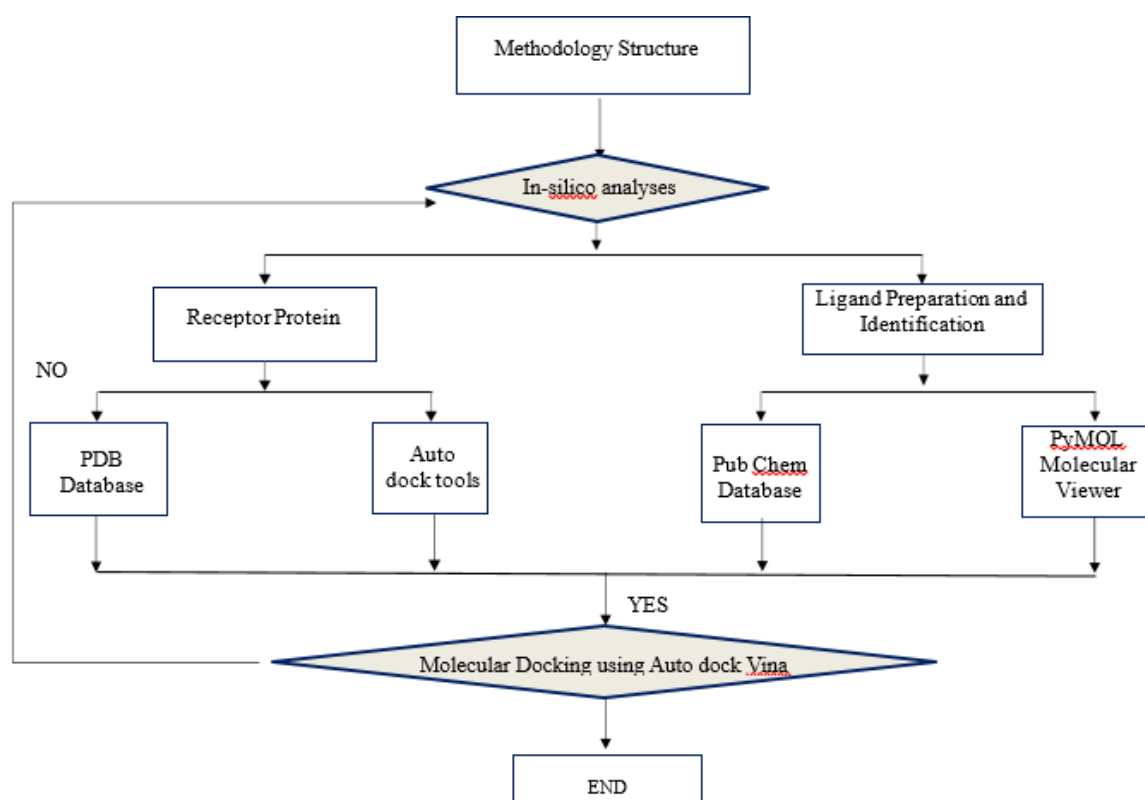 Methodology Structure
In-silico analyses
Receptor Protein
Ligand Preparation and
Identification
NO
PDB
Database
Auto
dock tools
Pub Chem
Database
PyMOL
Molecular
Viewer
YES
Molecular Docking using Auto dock Vina
END